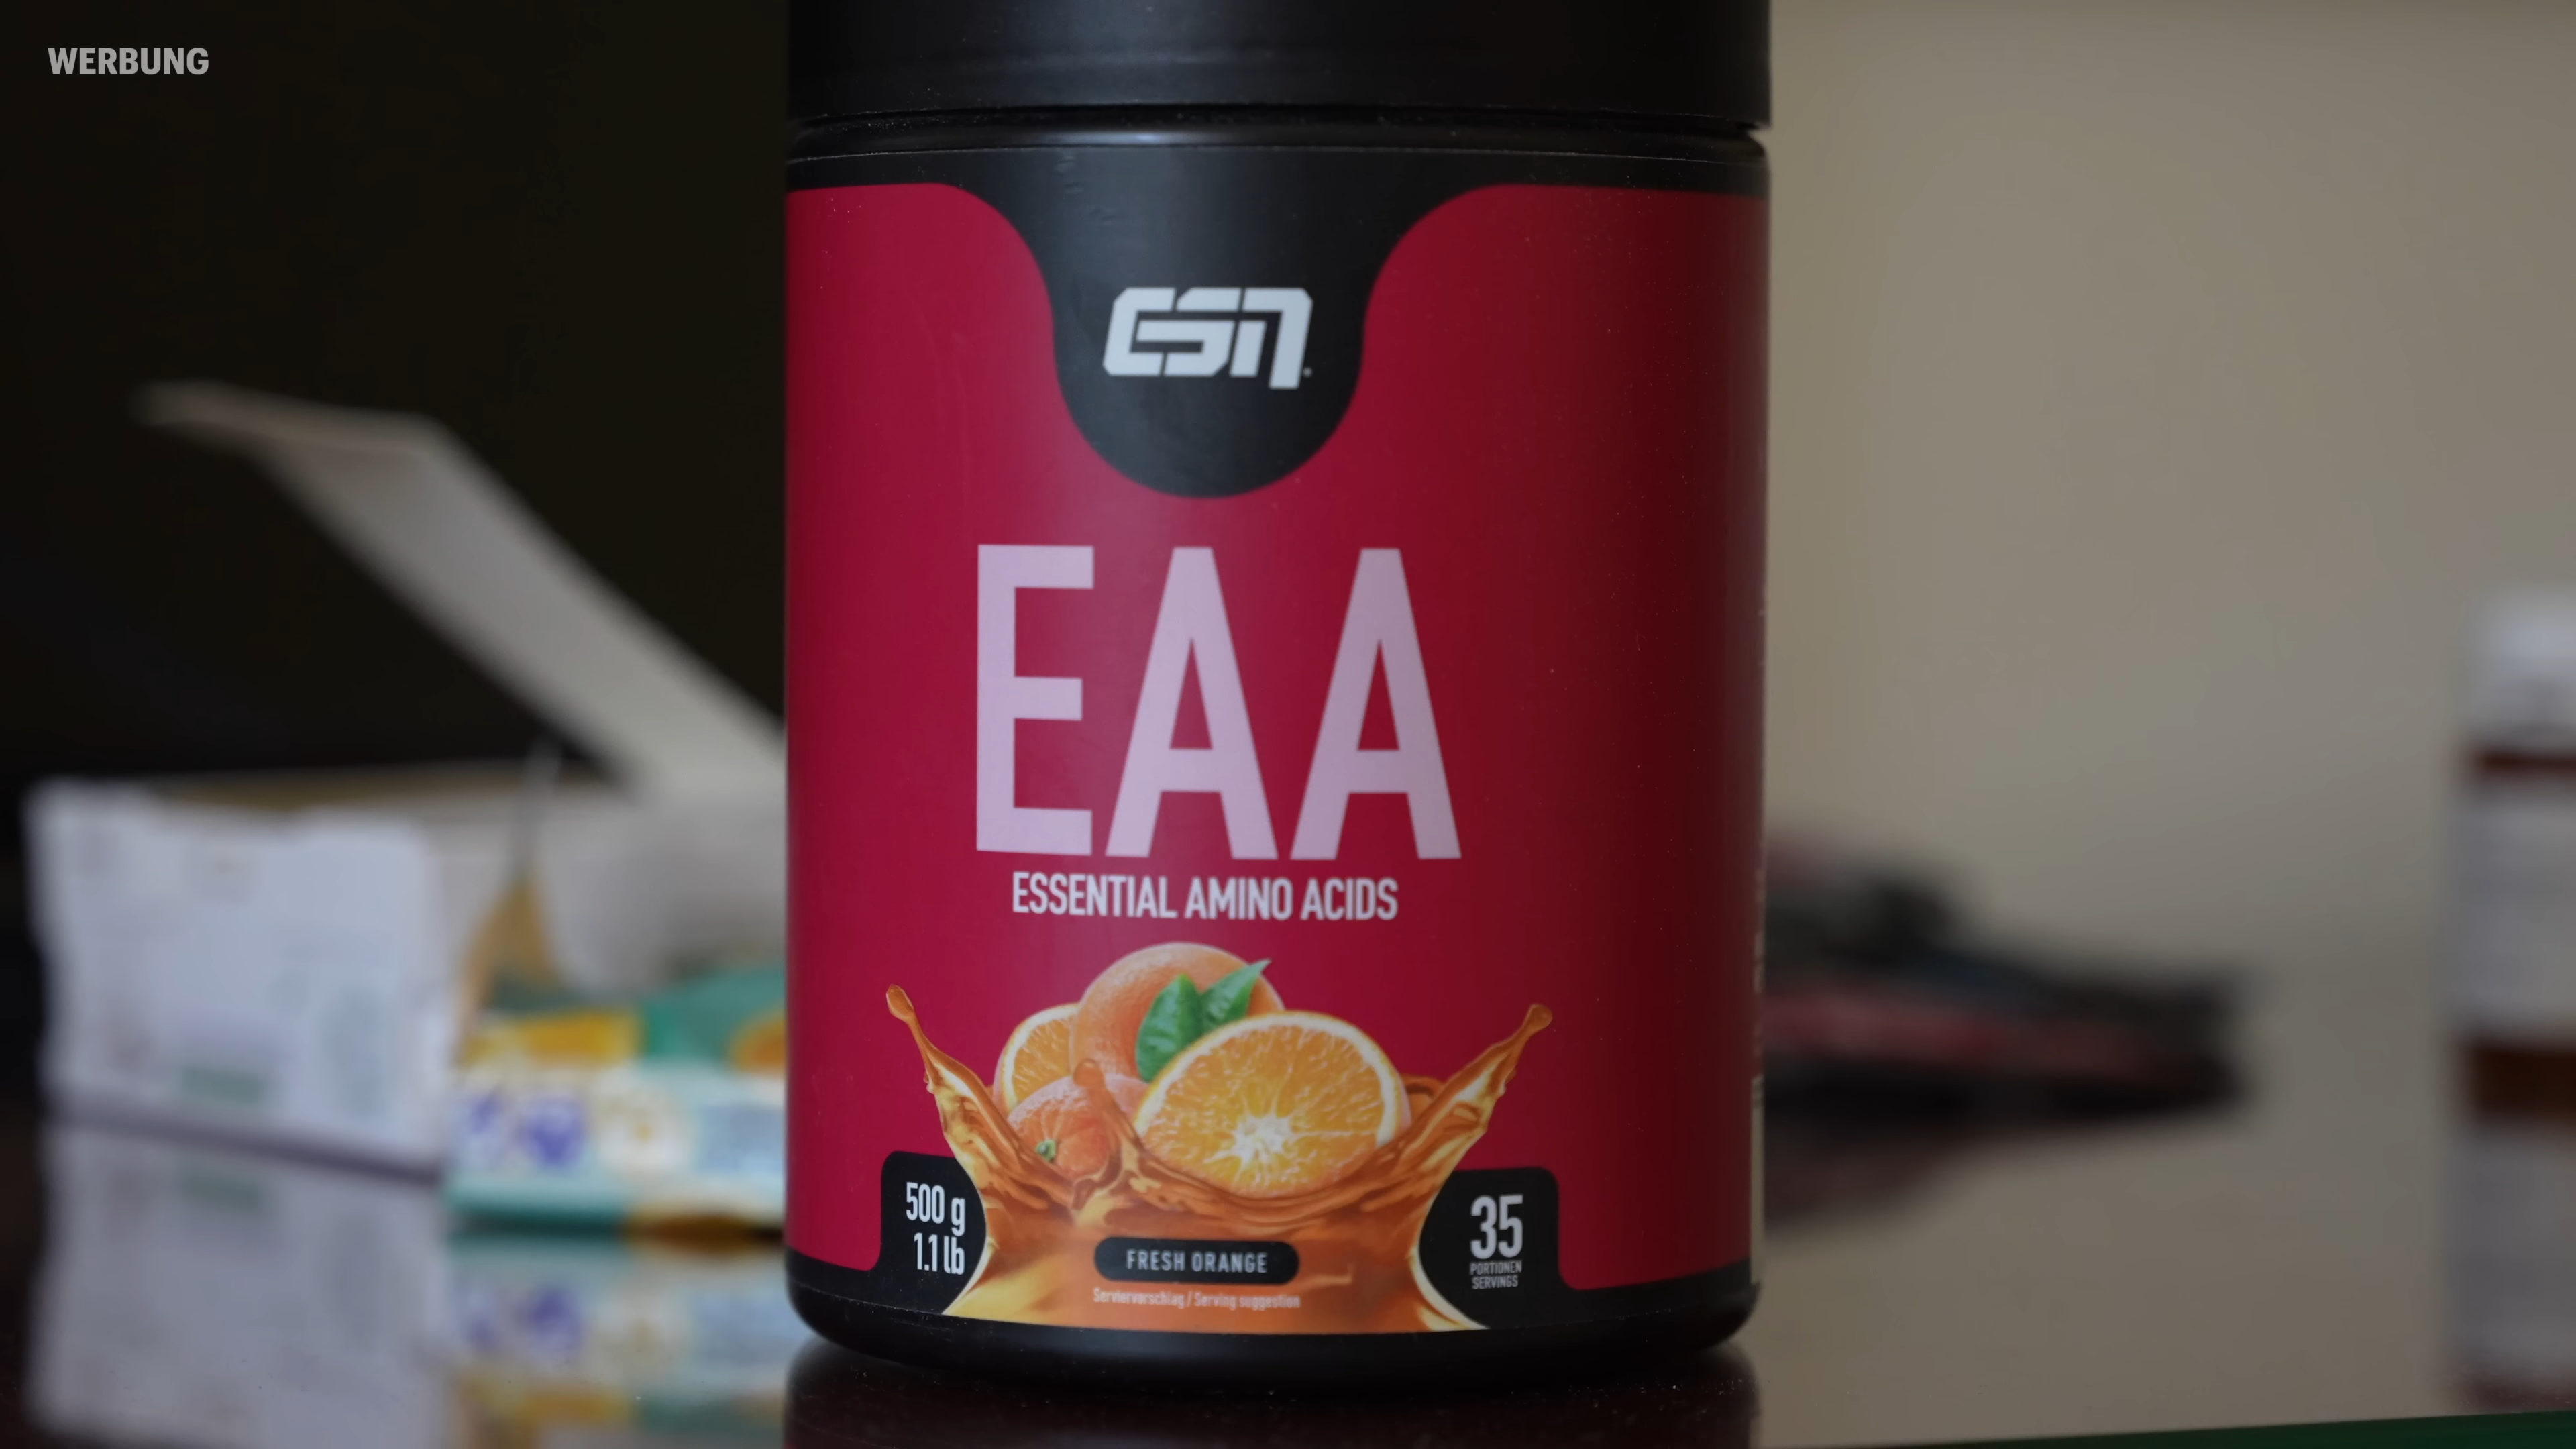 WERBUNG
ESN
EAA
ESSENTIAL AMINO ACIDS
500 g
1.1 lb
FRESH ORANGE
Serviervorschlag / Serving suggestion
35
PORTIONEN
SERVINGS